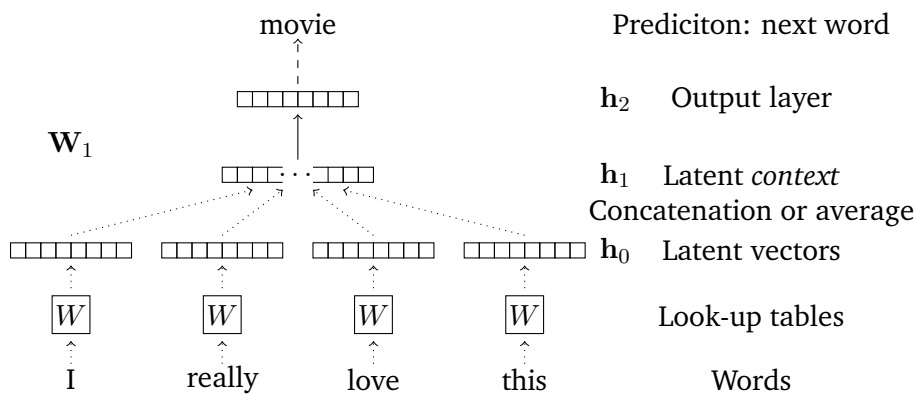 movie Prediciton: next word
h₂ Output layer
W₁
· · · h₁ Latent context
Concatenation or average
h₀ Latent vectors
W W W W Look-up tables
I really love this Words